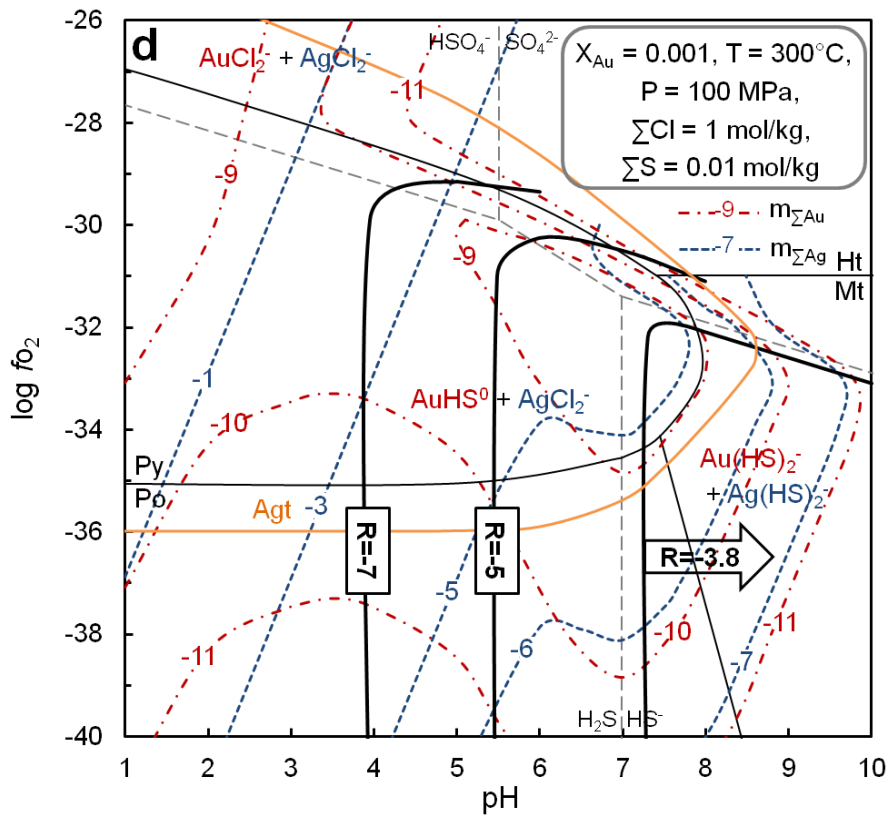 -26
-28
-30
-32
-34
-36
-38
-40
log fo₂
d
HSO₄⁻
SO₄²⁻
AuCl₂⁻ + AgCl₂⁻
X_Au = 0.001, T = 300°C,
P = 100 MPa,
∑Cl = 1 mol/kg,
∑S = 0.01 mol/kg
-9 m_∑Au
-7 m_∑Ag
Ht
Mt
-11
-9
-9
-1
-10
AuHS⁰ + AgCl₂⁻
Au(HS)₂⁻
+ Ag(HS)₂⁻
Py
Po
Agt
-3
R=-7
R=-5
R=-3.8
-5
-6
-10
-11
-7
-11
H₂S
HS⁻
1 2 3 4 5 6 7 8 9 10
pH